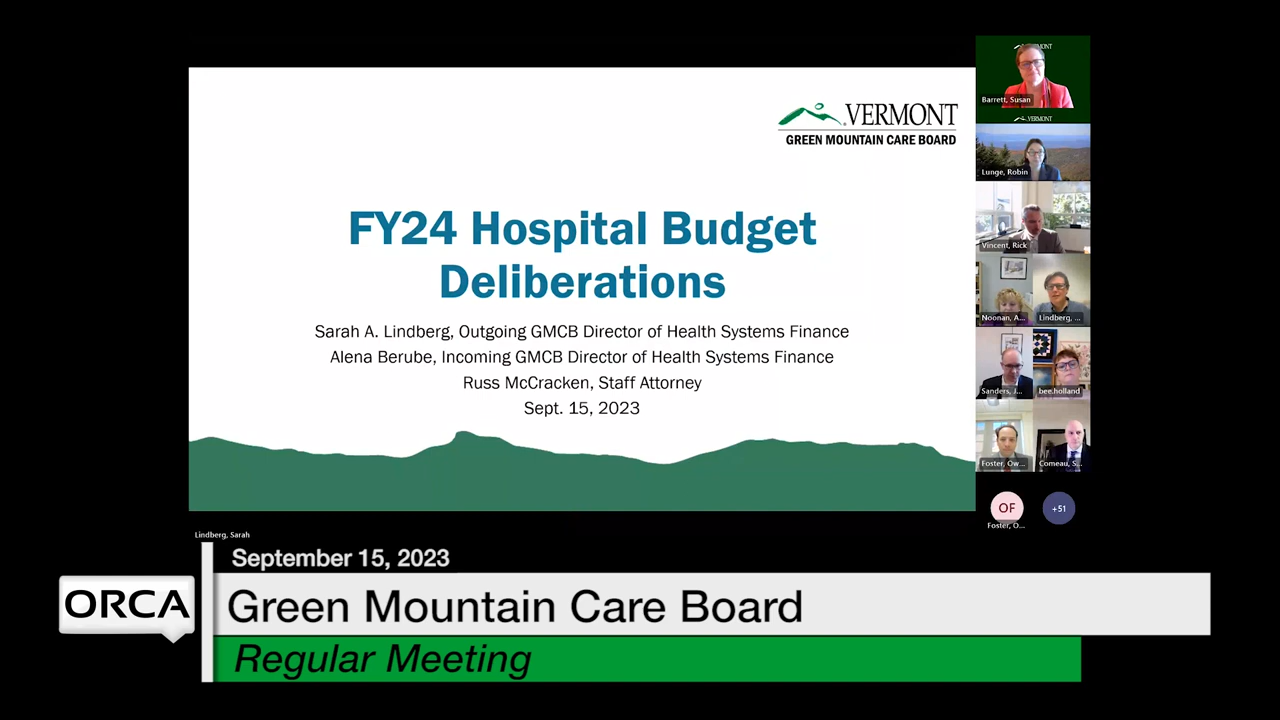 VERMONT
GREEN MOUNTAIN CARE BOARD
FY24 Hospital Budget
Deliberations
Sarah A. Lindberg, Outgoing GMCB Director of Health Systems Finance
Alena Berube, Incoming GMCB Director of Health Systems Finance
Russ McCracken, Staff Attorney
Sept. 15, 2023
Barrett, Susan
VERMONT
Lunge, Robin
Vincent, Rick
Noonan, A...
Lindberg, ...
Sanders, J...
bee.holland
Foster, Ow...
Comeau, S...
OF
+51
Foster, O...
Lindberg, Sarah
September 15, 2023
ORCA
Green Mountain Care Board
Regular Meeting